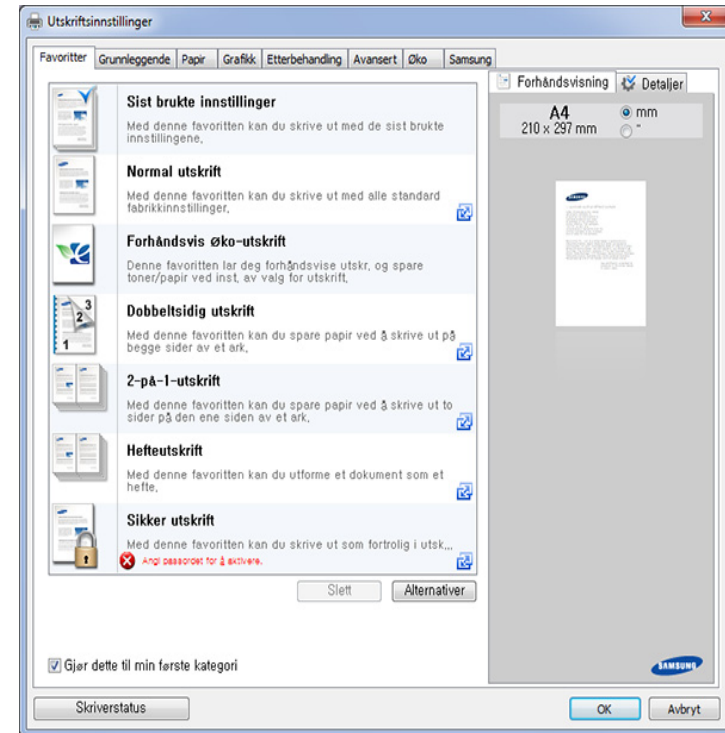 Utskriftsinnstillinger
Favoritter Grunnleggende Papir Grafikk Etterbehandling Avansert Øko Samsung
Sist brukte innstillinger
Med denne favoritten kan du skrive ut med de sist brukte
innstillingene.
Normal utskrift
Med denne favoritten kan du skrive ut med alle standard
fabrikkinnstillinger.
Forhåndsvis øko-utskrift
Denne favoritten lar deg forhåndsvise utskr. og spare
toner/papir ved inst. av valg for utskrift.
3
2
1
Dobbeltsidig utskrift
Med denne favoritten kan du spare papir ved å skrive ut på
begge sider av et ark.
2-på-1-utskrift
Med denne favoritten kan du spare papir ved å skrive ut to
sider på den ene siden av et ark.
Hefteutskrift
Med denne favoritten kan du utforme et dokument som et
hefte.
Sikker utskrift
Med denne favoritten kan du skrive ut som fortrolig i utsk...
Angi passordet for å aktivere.
Slett Alternativer
Gjør dette til min første kategori
Skriverstatus
Forhåndsvisning Detaljer
A4
210 x 297 mm
mm
"
SAMSUNG
SAMSUNG
OK Avbryt